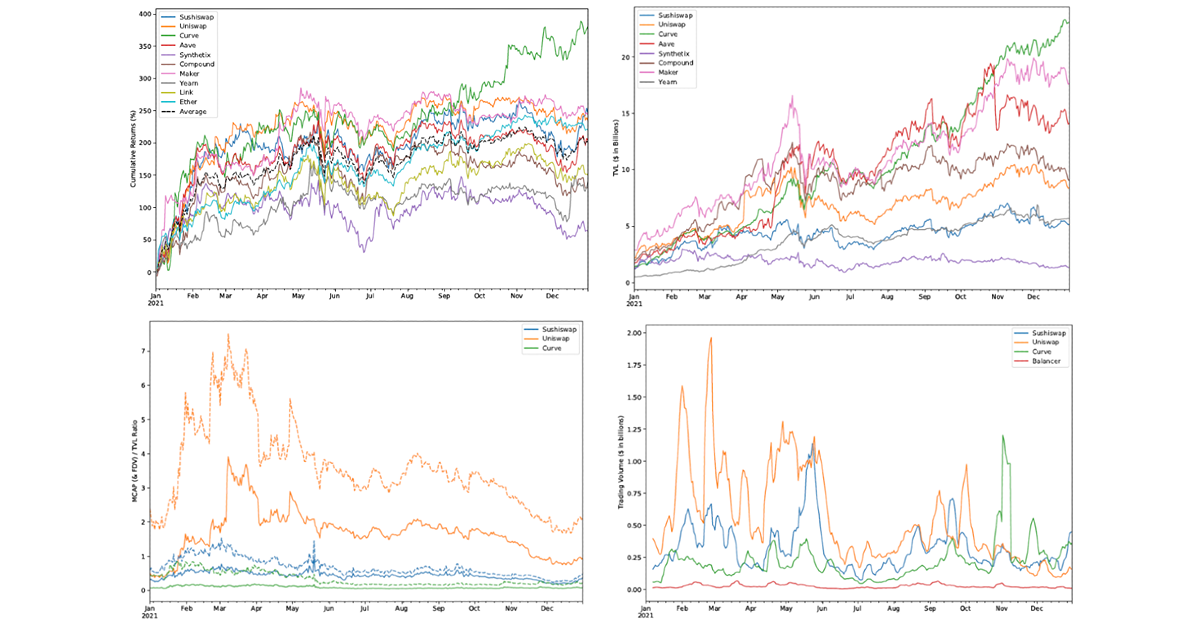 Cumulative Returns (%)
400
350
300
250
200
150
100
50
0
Sushiswap
Uniswap
Curve
Aave
Synthetix
Compound
Maker
Yearn
Link
Ether
Average
Jan Feb Mar Apr May Jun Jul Aug Sep Oct Nov Dec
2021
TVL ($ in Billions)
20
15
10
5
0
Sushiswap
Uniswap
Curve
Aave
Synthetix
Compound
Maker
Yearn
Jan Feb Mar Apr May Jun Jul Aug Sep Oct Nov Dec
2021
MCAP (& FDV) / TVL Ratio
7
6
5
4
3
2
1
0
Sushiswap
Uniswap
Curve
Jan Feb Mar Apr May Jun Jul Aug Sep Oct Nov Dec
2021
Trading Volume ($ in billions)
2.00
1.75
1.50
1.25
1.00
0.75
0.50
0.25
0.00
Sushiswap
Uniswap
Curve
Balancer
Jan Feb Mar Apr May Jun Jul Aug Sep Oct Nov Dec
2021